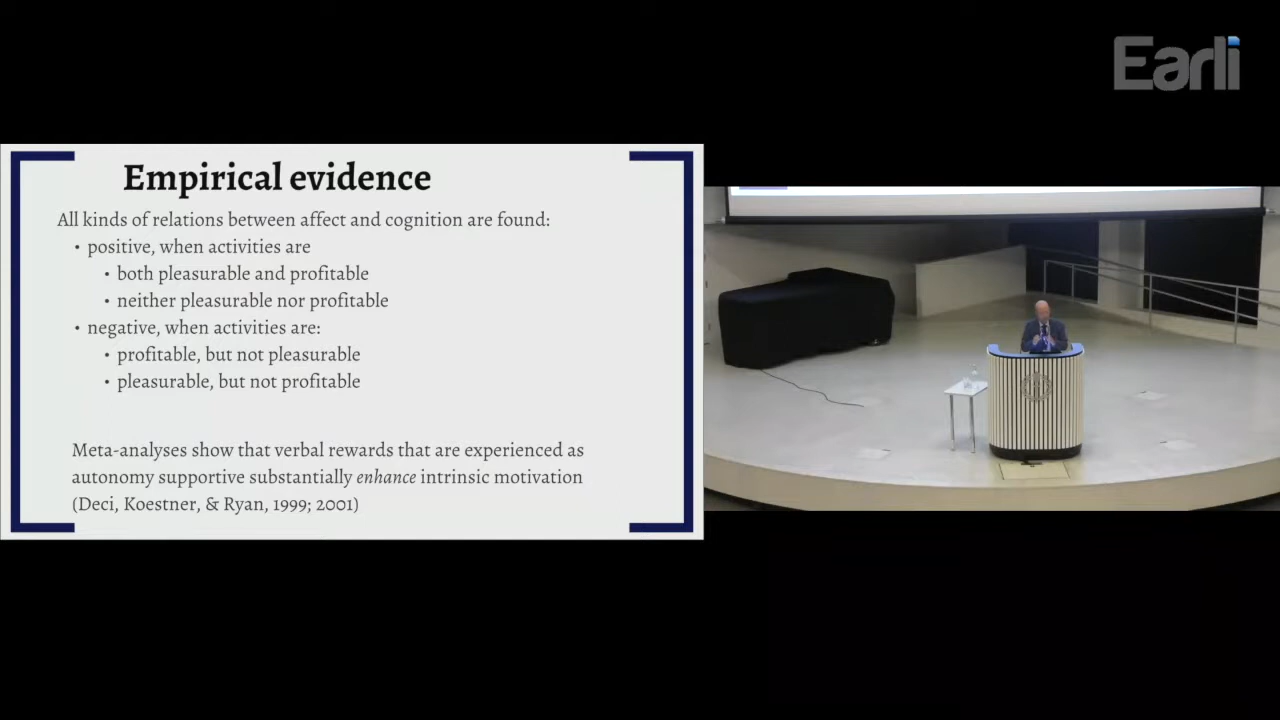 Earli
Empirical evidence
All kinds of relations between affect and cognition are found:
• positive, when activities are
• both pleasurable and profitable
• neither pleasurable nor profitable
• negative, when activities are:
• profitable, but not pleasurable
• pleasurable, but not profitable
Meta-analyses show that verbal rewards that are experienced as
autonomy supportive substantially enhance intrinsic motivation
(Deci, Koestner, & Ryan, 1999; 2001)